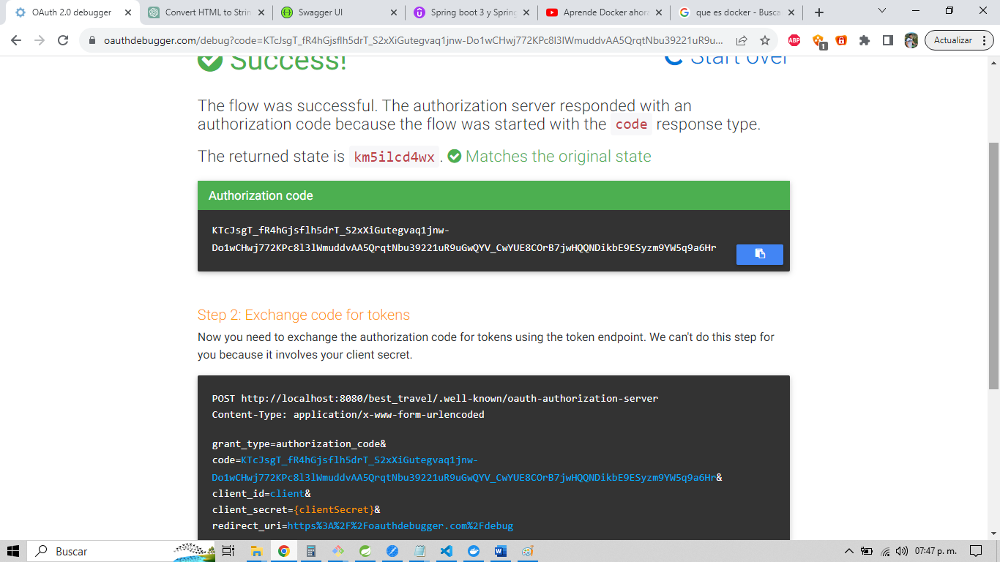 OAuth 2.0 debugger
Convert HTML to Strin
Swagger UI
Spring boot 3 y Spring
Aprende Docker ahora
que es docker - Busca
oauthdebugger.com/debug?code=KTcJsgT_fR4hGjsflh5drT_S2xXiGutegvaq1jnw-Do1wCHwj772KPc8l3lWmuddvAA5QrqtNbu39221uR9u...
ABP
1
Actualizar
Success!
Start over
The flow was successful. The authorization server responded with an
authorization code because the flow was started with the code response type.
The returned state is km5ilcd4wx. Matches the original state
Authorization code
KTcJsgT_fR4hGjsflh5drT_S2xXiGutegvaq1jnw-
Do1wCHwj772KPc8l3lWmuddvAA5QrqtNbu39221uR9uGwQYV_CwYUE8COrB7jwHQQNDikbE9ESyzm9YW5q9a6Hr
Step 2: Exchange code for tokens
Now you need to exchange the authorization code for tokens using the token endpoint. We can't do this step for
you because it involves your client secret.
POST http://localhost:8080/best_travel/.well-known/oauth-authorization-server
Content-Type: application/x-www-form-urlencoded
grant_type=authorization_code&
code=KTcJsgT_fR4hGjsflh5drT_S2xXiGutegvaq1jnw-
Do1wCHwj772KPc8l3lWmuddvAA5QrqtNbu39221uR9uGwQYV_CwYUE8COrB7jwHQQNDikbE9ESyzm9YW5q9a6Hr&
client_id=client&
client_secret={clientSecret}&
redirect_uri=https%3A%2F%2Foauthdebugger.com%2Fdebug
Buscar
07:47 p. m.